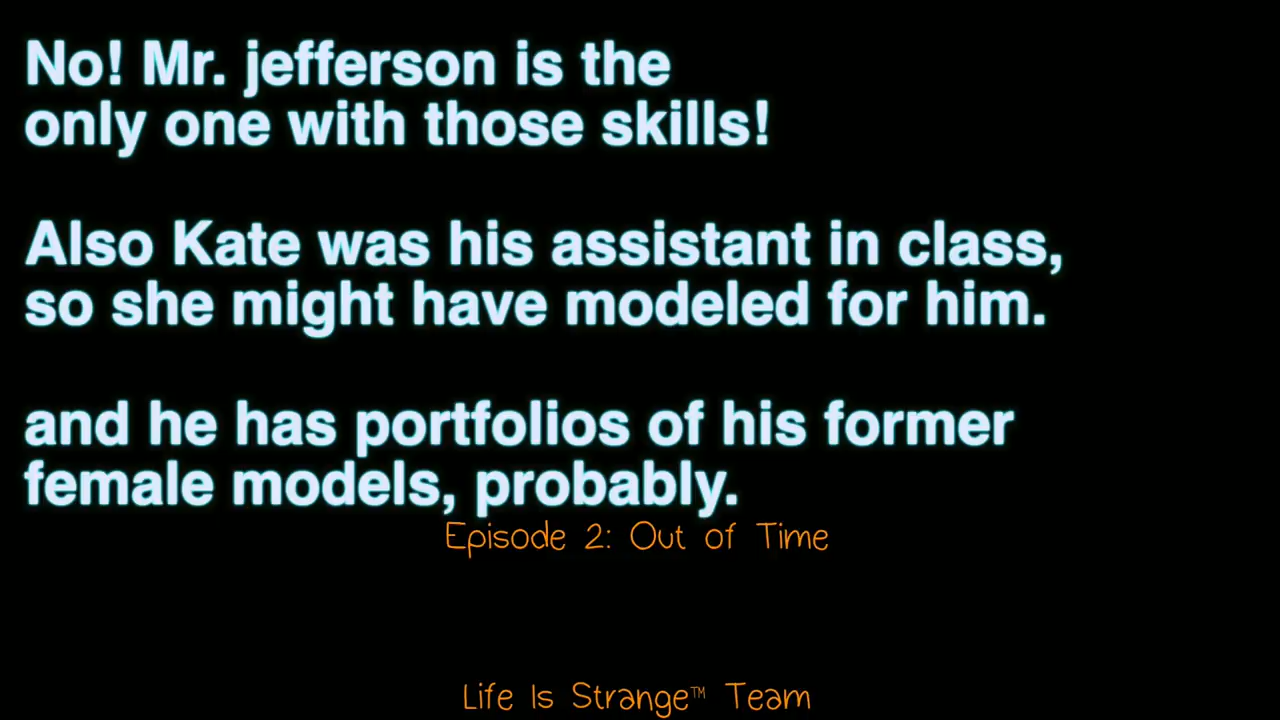 No! Mr. jefferson is the
only one with those skills!
Also Kate was his assistant in class,
so she might have modeled for him.
and he has portfolios of his former
female models, probably.
Episode 2: Out of Time
Life Is Strange™ Team